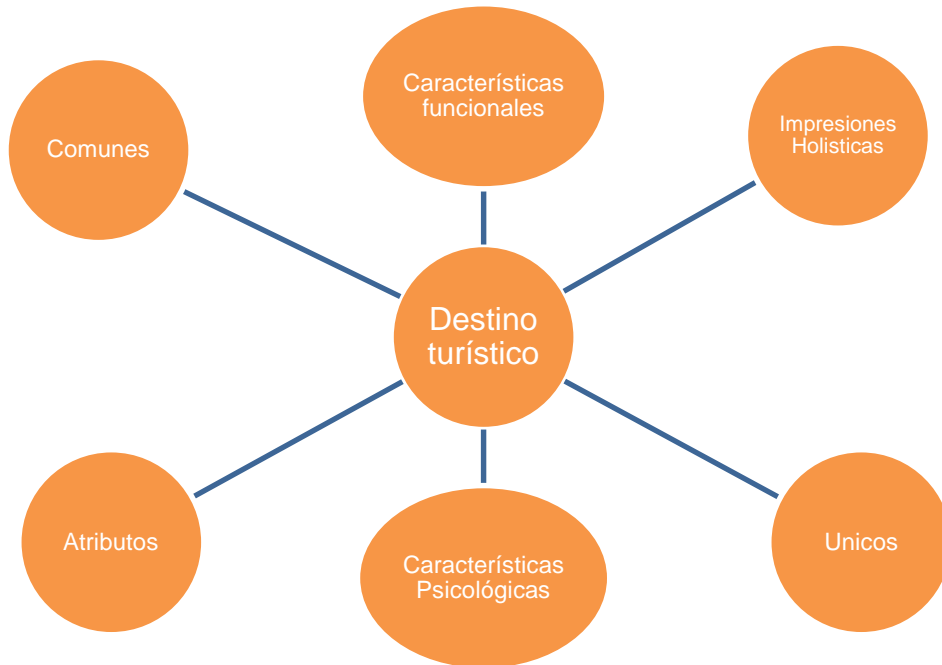 Características
funcionales
Comunes
Impresiones
Holisticas
Destino
turístico
Atributos
Características
Psicológicas
Unicos